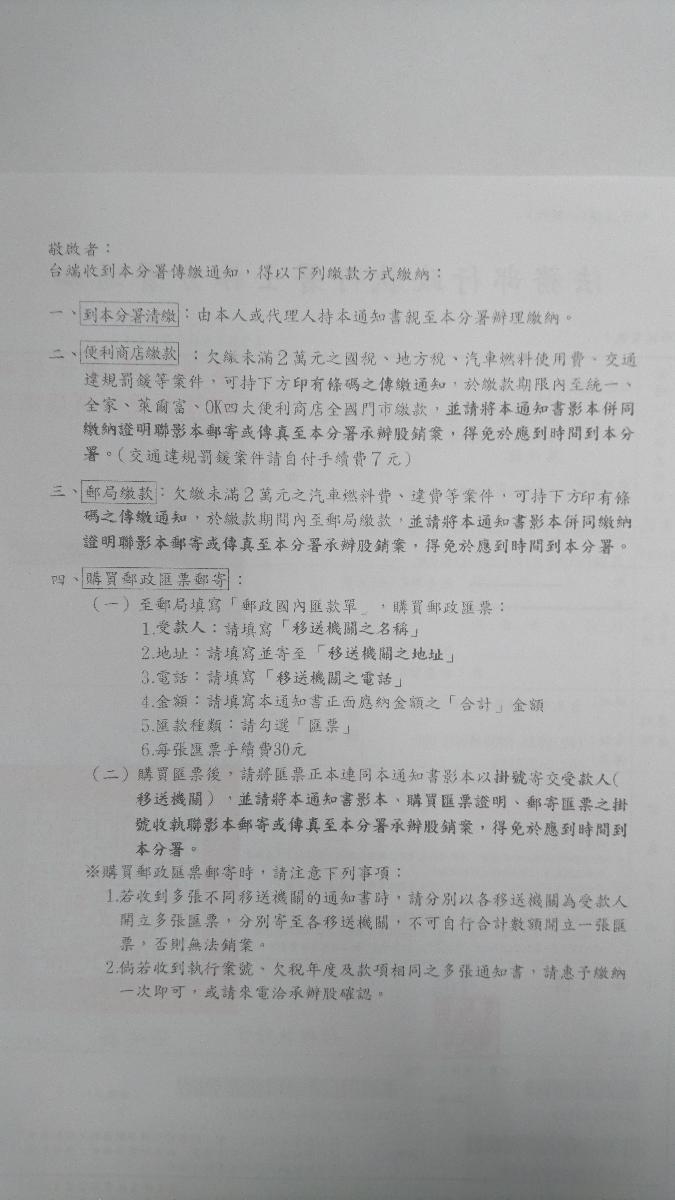 敬啟者：
台端收到本分署傳繳通知，得以下列繳款方式繳納：
一、到本分署清繳：由本人或代理人持本通知書親至本分署辦理繳納。
二、便利商店繳款：欠繳未滿２萬元之國稅、地方稅、汽車燃料使用費、交通
違規罰鍰等案件，可持下方印有條碼之傳繳通知，於繳款期限內至統一、
全家、萊爾富、OK四大便利商店全國門市繳款，並請將本通知書影本併同
繳納證明聯影本郵寄或傳真至本分署承辦股銷案，得免於應到時間到本分
署。（交通違規罰鍰案件請自付手續費７元）
三、郵局繳款：欠繳未滿２萬元之汽車燃料費、違費等案件，可持下方印有條
碼之傳繳通知，於繳款期間內至郵局繳款，並請將本通知書影本併同繳納
證明聯影本郵寄或傳真至本分署承辦股銷案，得免於應到時間到本分署。
四、購買郵政匯票郵寄：
（一）至郵局填寫「郵政國內匯款單」，購買郵政匯票：
1.受款人：請填寫「移送機關之名稱」
2.地址：請填寫並寄至「移送機關之地址」
3.電話：請填寫「移送機關之電話」
4.金額：請填寫本通知書正面應納金額之「合計」金額
5.匯款種類：請勾選「匯票」
6.每張匯票手續費30元
（二）購買匯票後，請將匯票正本連同本通知書影本以掛號寄交受款人（
移送機關），並請將本通知書影本、購買匯票證明、郵寄匯票之掛
號收執聯影本郵寄或傳真至本分署承辦股銷案，得免於應到時間到
本分署。
※購買郵政匯票郵寄時，請注意下列事項：
1.若收到多張不同移送機關的通知書時，請分別以各移送機關為受款人
開立多張匯票，分別寄至各移送機關，不可自行合計數額開立一張匯
票，否則無法銷案。
2.倘若收到執行案號、欠稅年度及款項相同之多張通知書，請惠予繳納
一次即可，或請來電洽承辦股確認。